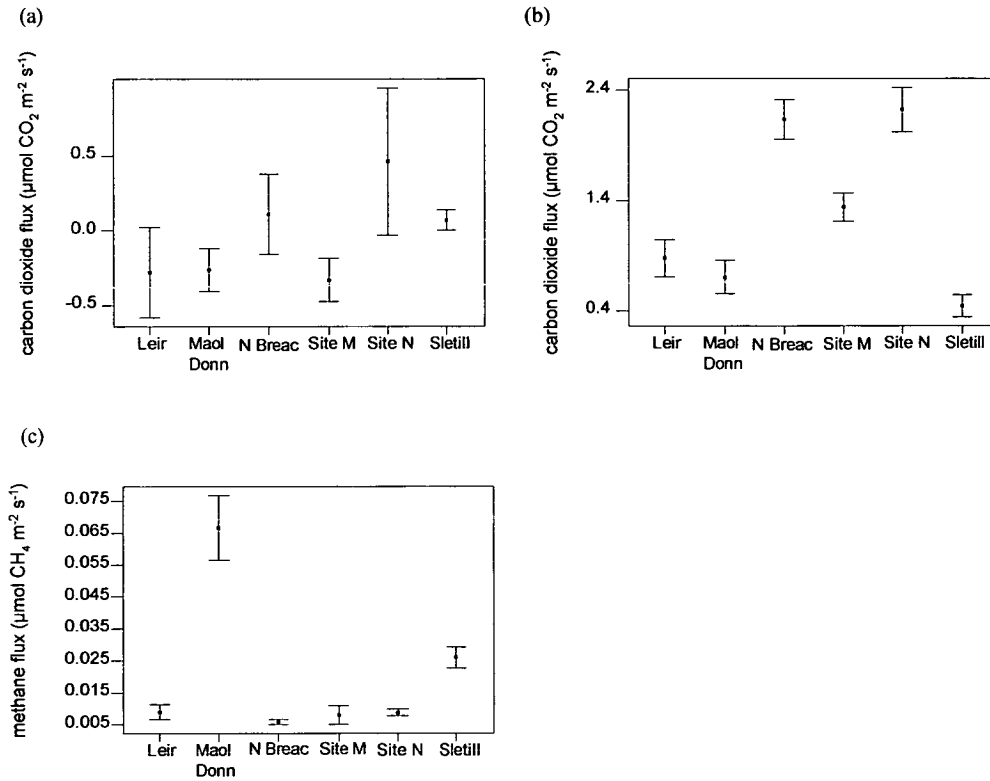 (a)
carbon dioxide flux (µmol CO₂ m⁻² s⁻¹)
0.5
0.0
-0.5
Leir
Maol Donn
N Breac
Site M
Site N
Sletill
(b)
carbon dioxide flux (µmol CO₂ m⁻² s⁻¹)
2.4
1.4
0.4
Leir
Maol Donn
N Breac
Site M
Site N
Sletill
(c)
methane flux (µmol CH₄ m⁻² s⁻¹)
0.075
0.065
0.055
0.045
0.035
0.025
0.015
0.005
Leir
Maol Donn
N Breac
Site M
Site N
Sletill